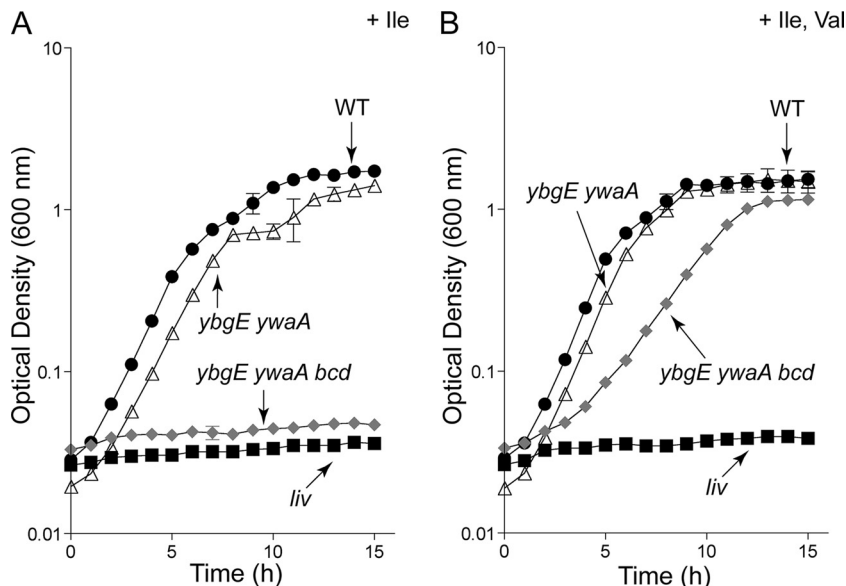 A
+ Ile
10
WT
1
ybgE ywaA
ybgE ywaA bcd
0.1
liv
0.01
0
5
10
15
Time (h)
Optical Density (600 nm)
B
+ Ile, Val
10
WT
ybgE ywaA
1
ybgE ywaA bcd
0.1
liv
0.01
0
5
10
15
Time (h)
Optical Density (600 nm)